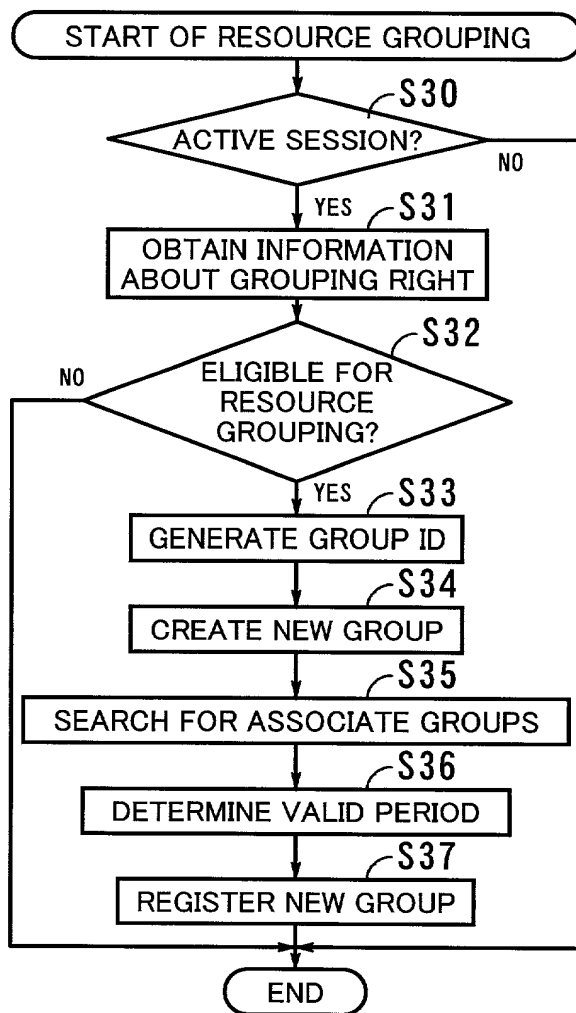 START OF RESOURCE GROUPING
S30
ACTIVE SESSION?
NO
YES
S31
OBTAIN INFORMATION
ABOUT GROUPING RIGHT
S32
NO
ELIGIBLE FOR
RESOURCE
GROUPING?
YES
S33
GENERATE GROUP ID
S34
CREATE NEW GROUP
S35
SEARCH FOR ASSOCIATE GROUPS
S36
DETERMINE VALID PERIOD
S37
REGISTER NEW GROUP
END